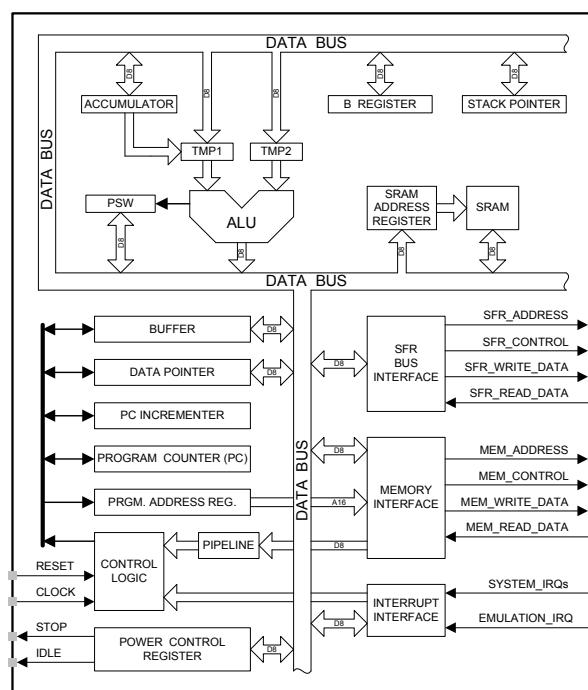 DATA BUS
D8
D8
D8
D8
D8
ACCUMULATOR
B REGISTER
STACK POINTER
DATA BUS
TMP1
TMP2
PSW
ALU
SRAM
ADDRESS
REGISTER
SRAM
D8
D8
D8
D8
DATA BUS
BUFFER
D8
DATA POINTER
D8
PC INCREMENTER
PROGRAM COUNTER (PC)
PRGM. ADDRESS REG.
A16
CONTROL
LOGIC
PIPELINE
D8
RESET
CLOCK
STOP
IDLE
POWER CONTROL
REGISTER
D8
DATA BUS
D8
SFR
BUS
INTERFACE
SFR_ADDRESS
SFR_CONTROL
SFR_WRITE_DATA
SFR_READ_DATA
D8
MEMORY
INTERFACE
MEM_ADDRESS
MEM_CONTROL
MEM_WRITE_DATA
MEM_READ_DATA
INTERRUPT
INTERFACE
D8
SYSTEM_IRQs
EMULATION_IRQ